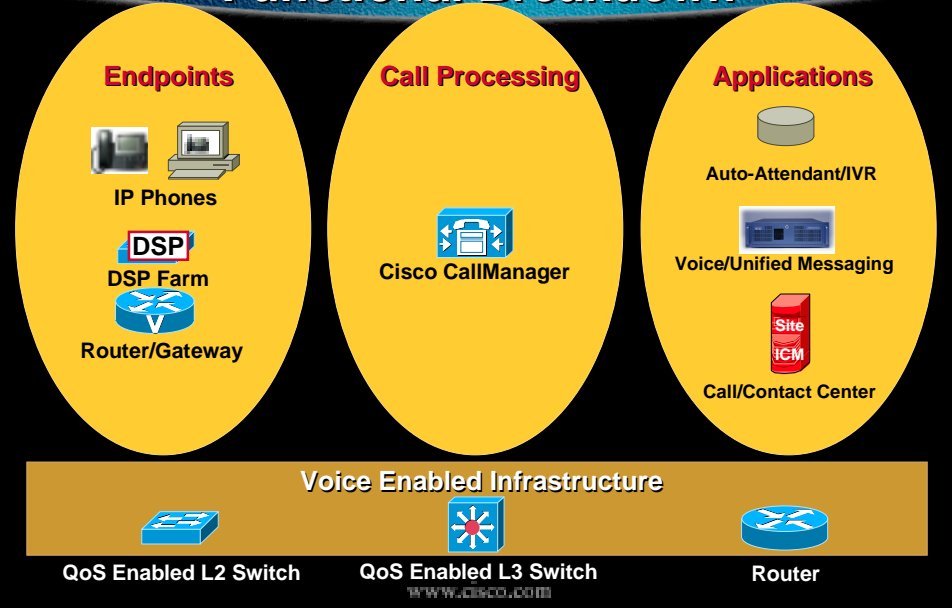 Functional Breakdown
Endpoints
IP Phones
DSP
DSP Farm
V
Router/Gateway
Call Processing
Cisco CallManager
Applications
Auto-Attendant/IVR
Voice/Unified Messaging
Site
ICM
Call/Contact Center
Voice Enabled Infrastructure
QoS Enabled L2 Switch
QoS Enabled L3 Switch
Router
www.cisco.com